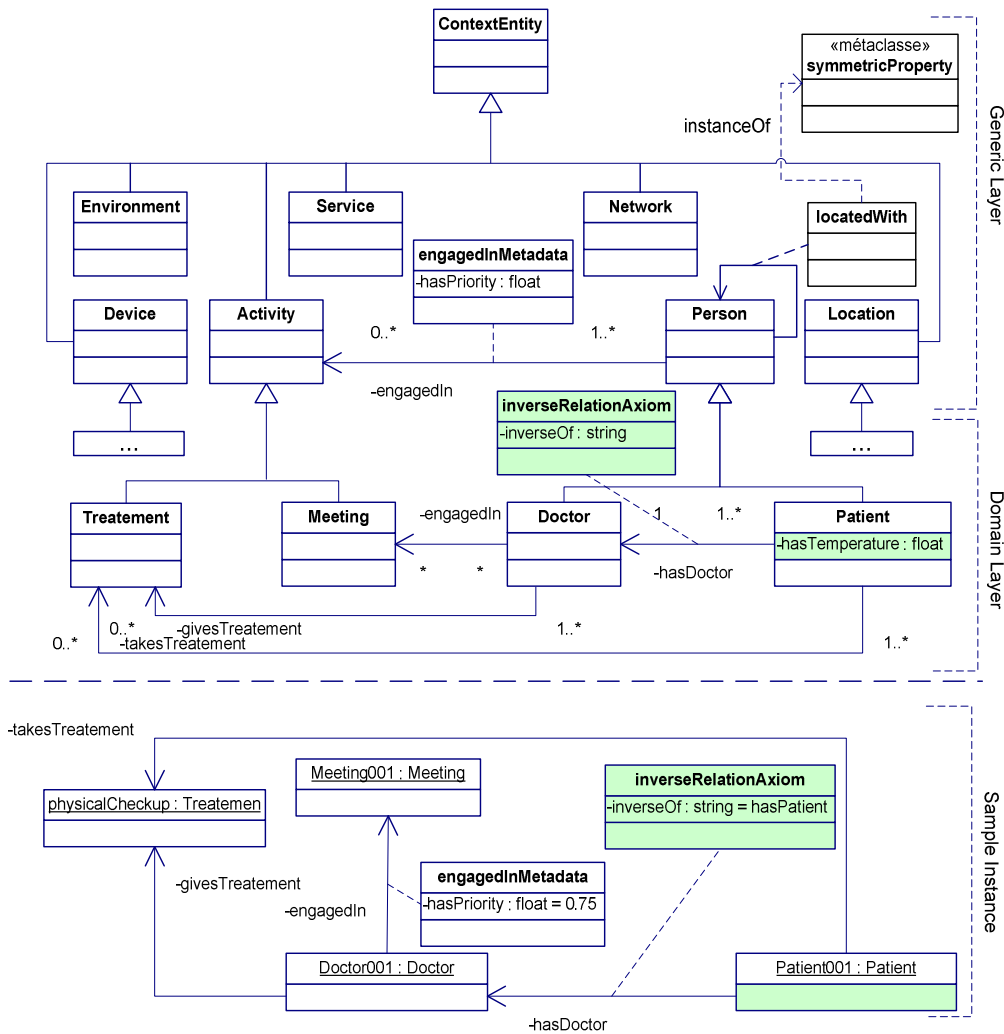 ContextEntity
«métaclasse»
symmetricProperty
instanceOf
Generic Layer
Environment
Service
Network
locatedWith
engagedInMetadata
-hasPriority : float
Device
Activity
Person
Location
0..*
1..*
-engagedIn
inverseRelationAxiom
-inverseOf : string
...
...
Domain Layer
Treatement
Meeting
-engagedIn
Doctor
1
1..*
Patient
-hasTemperature : float
*
*
-hasDoctor
0..*
-givesTreatement
1..*
0..*
-takesTreatement
1..*
-takesTreatement
Meeting001 : Meeting
inverseRelationAxiom
-inverseOf : string = hasPatient
physicalCheckup : Treatemen
Sample Instance
-givesTreatement
engagedInMetadata
-hasPriority : float = 0.75
-engagedIn
Doctor001 : Doctor
Patient001 : Patient
-hasDoctor